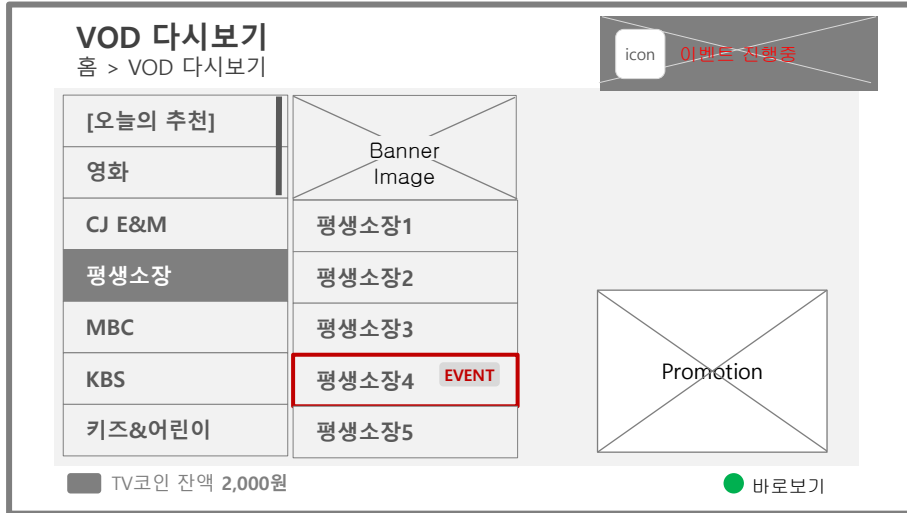 VOD 다시보기
홈 > VOD 다시보기
icon 이벤트 진행중
[오늘의 추천]
영화
CJ E&M
평생소장
MBC
KBS
키즈&어린이
Banner
Image
평생소장1
평생소장2
평생소장3
평생소장4 EVENT
평생소장5
Promotion
TV코인 잔액 2,000원
바로보기